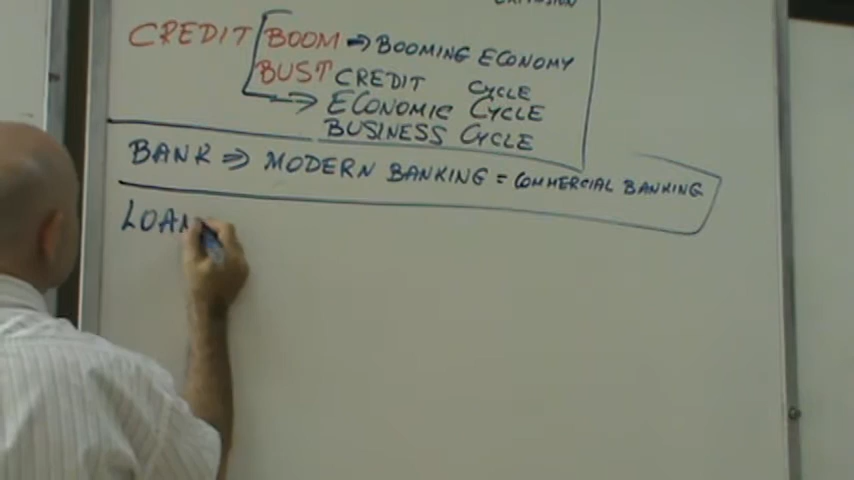 CREDIT BOOM → BOOMING ECONOMY
BUST CREDIT CYCLE
→ ECONOMIC CYCLE
BUSINESS CYCLE
BANK ⇒ MODERN BANKING = COMMERCIAL BANKING
LOAN